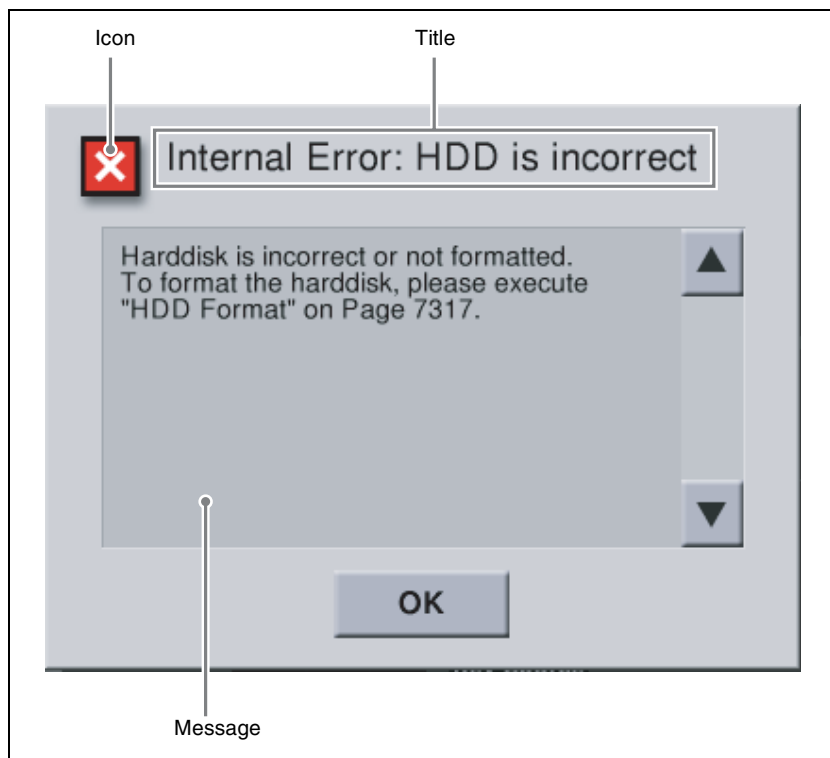 Icon
Title
Internal Error: HDD is incorrect
Harddisk is incorrect or not formatted.
To format the harddisk, please execute
"HDD Format" on Page 7317.
OK
Message